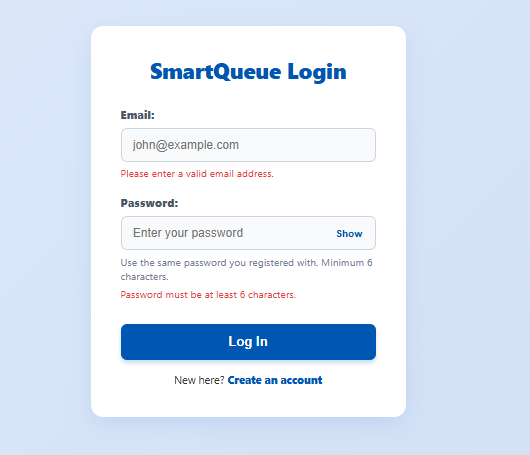 SmartQueue Login
Email:
john@example.com
Please enter a valid email address.
Password:
Enter your password Show
Use the same password you registered with. Minimum 6
characters.
Password must be at least 6 characters.
Log In
New here? Create an account